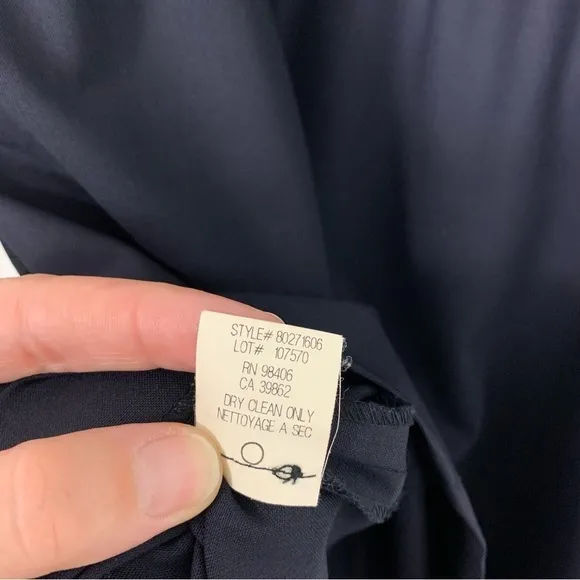 STYLE# 80271606
LOT# 107570
RN 98406
CA 39862
DRY CLEAN ONLY
NETTOYAGE A SEC